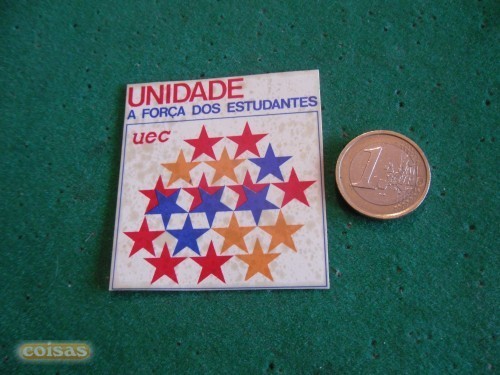 UNIDADE
A FORÇA DOS ESTUDANTES
uec
1
coisas